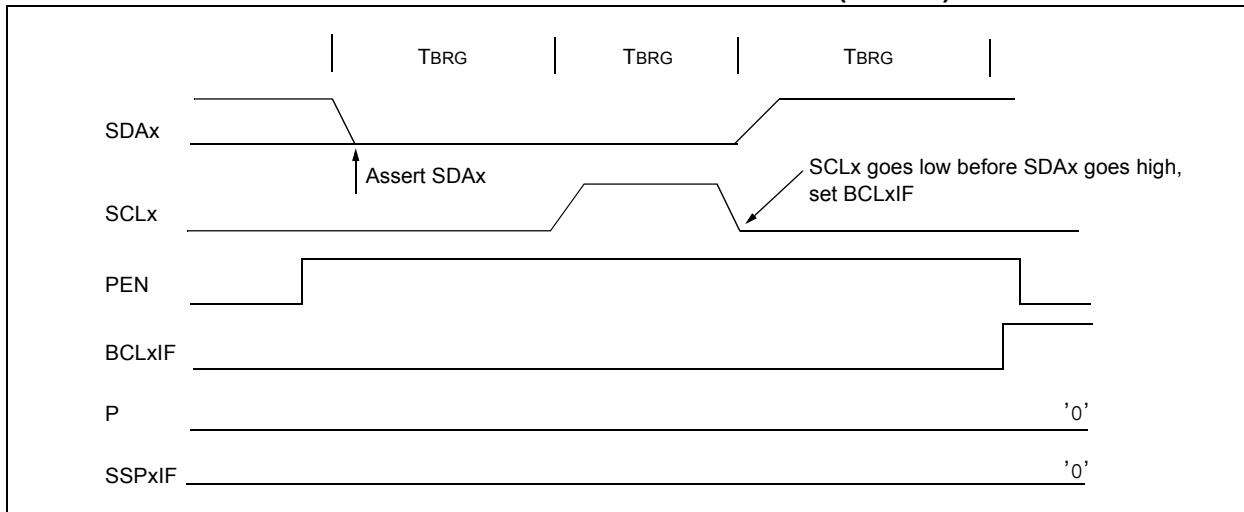 TBRG TBRG TBRG
SDAx
Assert SDAx
SCLx goes low before SDAx goes high,
set BCLxIF
SCLx
PEN
BCLxIF
P '0'
SSPxIF '0'